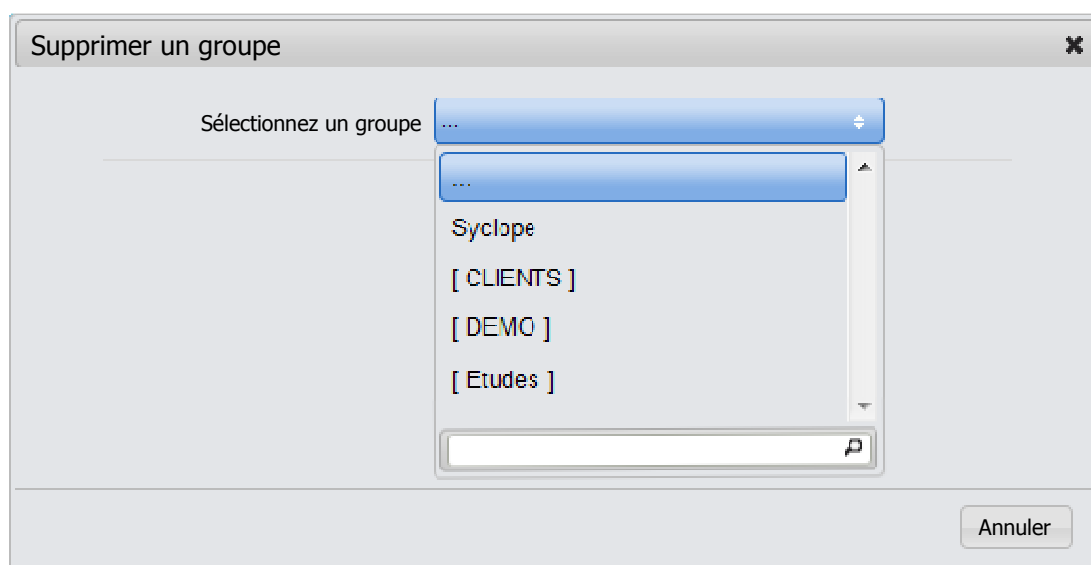 Supprimer un groupe
Sélectionnez un groupe ...
...
Syclope
[ CLIENTS ]
[ DEMO ]
[ Etudes ]
Annuler